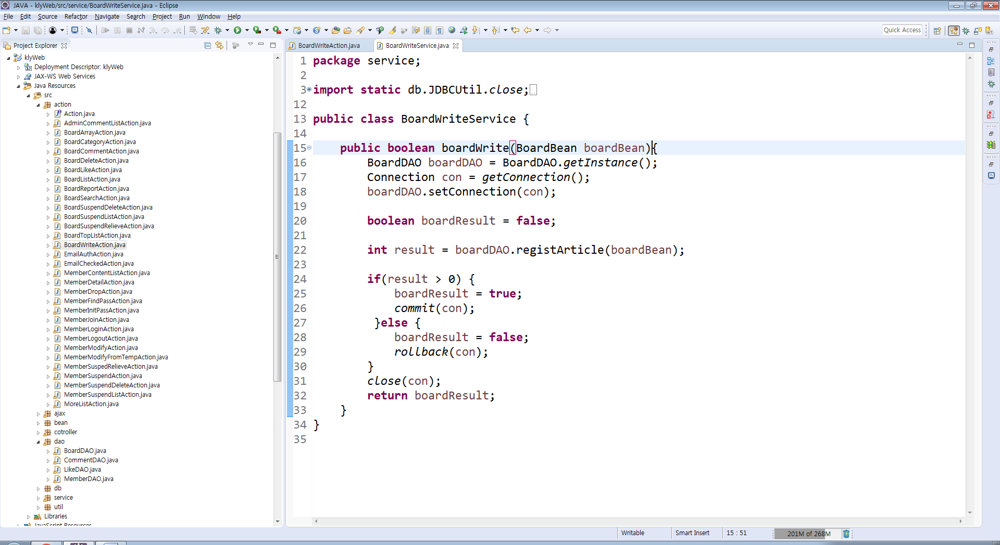 JAVA - klyWeb/src/service/BoardWriteService.java - Eclipse
File Edit Source Refactor Navigate Search Project Run Window Help
Quick Access
Project Explorer
klyWeb
Deployment Descriptor: klyWeb
JAX-WS Web Services
Java Resources
src
action
Action.java
AdminCommentListAction.java
BoardArrayAction.java
BoardCategoryAction.java
BoardCommentAction.java
BoardDeleteAction.java
BoardLikeAction.java
BoardListAction.java
BoardReportAction.java
BoardSearchAction.java
BoardSuspendDeleteAction.java
BoardSuspendListAction.java
BoardSuspendRelieveAction.java
BoardTopListAction.java
BoardWriteAction.java
EmailAuthAction.java
EmailCheckedAction.java
MemberContentListAction.java
MemberDetailAction.java
MemberDropAction.java
MemberFindPassAction.java
MemberInitPassAction.java
MemberJoinAction.java
MemberLoginAction.java
MemberLogoutAction.java
MemberModifyAction.java
MemberModifyFromTempAction.java
MemberSuspedRelieveAction.java
MemberSuspendAction.java
MemberSuspendDeleteAction.java
MemberSuspendListAction.java
MoreListAction.java
ajax
bean
cotroller
dao
BoardDAO.java
CommentDAO.java
LikeDAO.java
MemberDAO.java
db
service
util
Libraries
JavaScript Resources
BoardWriteAction.java BoardWriteService.java
1 package service;
2
3 import static db.JDBCUtil.close;
12
13 public class BoardWriteService {
14
15 public boolean boardWrite(BoardBean boardBean){
16 BoardDAO boardDAO = BoardDAO.getInstance();
17 Connection con = getConnection();
18 boardDAO.setConnection(con);
19
20 boolean boardResult = false;
21
22 int result = boardDAO.registArticle(boardBean);
23
24 if(result > 0) {
25 boardResult = true;
26 commit(con);
27 }else {
28 boardResult = false;
29 rollback(con);
30 }
31 close(con);
32 return boardResult;
33 }
34 }
35
Writable Smart Insert 15 : 51 201M of 268M